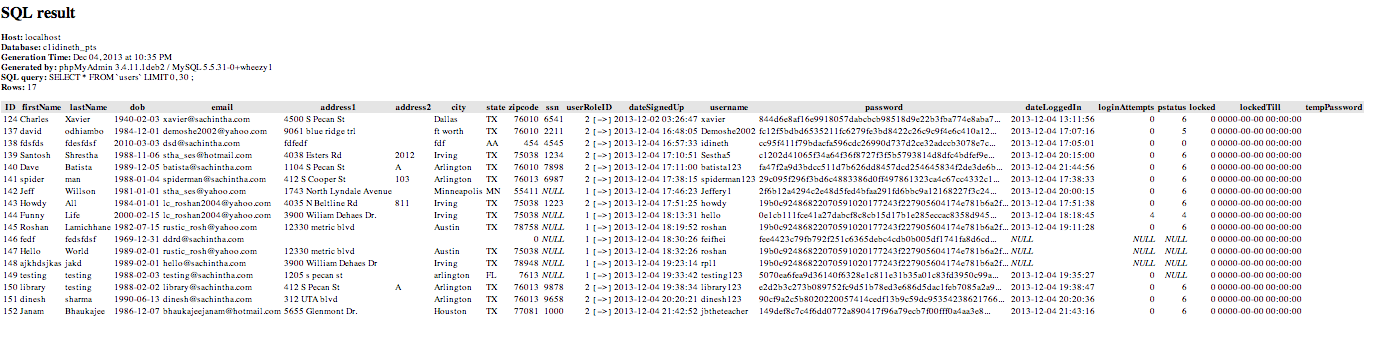 SQL result
Host: localhost
Database: c1idineth_pts
Generation Time: Dec 04, 2013 at 10:35 PM
Generated by: phpMyAdmin 3.4.11.1deb2 / MySQL 5.5.31-0+wheezy1
SQL query: SELECT * FROM `users` LIMIT 0, 30 ;
Rows: 17
ID firstName lastName dob email address1 address2 city state zipcode ssn userRoleID dateSignedUp username password dateLoggedIn loginAttempts pstatus locked lockedTill tempPassword
124 Charles Xavier 1940-02-03 xavier@sachintha.com 4500 S Pecan St Dallas TX 76010 6541 2 [->] 2013-12-02 03:26:47 xavier 2013-12-04 13:11:56 0 6 0 0000-00-00 00:00:00
137 david odhiambo 1984-12-01 demoshe2002@yahoo.com 9061 blue ridge trl ft worth TX 76010 2211 2 [->] 2013-12-04 16:48:05 Demoshe2002 2013-12-04 17:07:16 0 5 0 0000-00-00 00:00:00
138 fdsfds fdesfdsf 2010-03-03 dsd@sachintha.com fdfedf fdf AA 454 4545 2 [->] 2013-12-04 16:57:33 idineth 2013-12-04 17:05:01 0 0 0 0000-00-00 00:00:00
139 Santosh Shrestha 1988-11-06 stha_ses@hotmail.com 4038 Esters Rd 2012 Irving TX 75038 1234 2 [->] 2013-12-04 17:10:51 Sestha5 2013-12-04 20:15:00 0 6 0 0000-00-00 00:00:00
140 Dave Batista 1989-12-05 batista@sachintha.com 1104 S Pecan St A Arlington TX 76010 7898 2 [->] 2013-12-04 17:11:00 batista123 2013-12-04 21:44:56 0 6 0 0000-00-00 00:00:00
141 spider man 1988-01-04 spiderman@sachintha.com 412 S Cooper St 103 Arlington TX 76013 6987 2 [->] 2013-12-04 17:38:15 spiderman123 2013-12-04 17:38:33 0 6 0 0000-00-00 00:00:00
142 Jeff Willson 1981-01-01 stha_ses@yahoo.com 1743 North Lyndale Avenue Minneapolis MN 55411 NULL 1 [->] 2013-12-04 17:46:23 Jeffery1 2013-12-04 20:00:15 0 6 0 0000-00-00 00:00:00
143 Howdy All 1984-01-01 lc_roshan2004@yahoo.com 4035 N Beltline Rd 811 Irving TX 75038 1223 2 [->] 2013-12-04 17:51:25 howdy 2013-12-04 17:51:38 0 6 0 0000-00-00 00:00:00
144 Funny Life 2000-02-15 lc_roshan2004@yahoo.com 3900 Wiliam Dehaes Dr. Irving TX 75038 NULL 1 [->] 2013-12-04 18:13:31 hello 2013-12-04 18:18:45 4 4 0 0000-00-00 00:00:00
145 Roshan Lamichhane 1982-07-15 rustic_rosh@yahoo.com 12330 metric blvd Austin TX 78758 NULL 1 [->] 2013-12-04 18:19:52 roshan 2013-12-04 19:11:28 0 6 0 0000-00-00 00:00:00
146 fedf fedsfdsf 1969-12-31 ddrd@sachintha.com 0 NULL 1 [->] 2013-12-04 18:30:26 feifhei NULL NULL NULL 0 0000-00-00 00:00:00
147 Hello World 1989-02-01 rustic_rosh@yahoo.com 12330 metric blvd Austin TX 75038 NULL 1 [->] 2013-12-04 18:32:26 roshan NULL NULL NULL 0 0000-00-00 00:00:00
148 ajkhdsjkas jakd 1989-02-01 hello@sachintha.com 3900 William Dehaes Dr Irving TX 78948 NULL 1 [->] 2013-12-04 19:23:14 rpl1 NULL NULL NULL 0 0000-00-00 00:00:00
149 testing testing 1988-02-03 testing@sachintha.com 1205 s pecan st arlington FL 7613 NULL 1 [->] 2013-12-04 19:33:42 testing123 2013-12-04 19:35:27 0 NULL 0 0000-00-00 00:00:00
150 library testing 1988-02-02 library@sachintha.com 412 S Pecan St A Arlington TX 76013 9878 2 [->] 2013-12-04 19:38:34 library123 2013-12-04 19:38:47 0 6 0 0000-00-00 00:00:00
151 dinesh sharma 1990-06-13 dinesh@sachintha.com 312 UTA blvd Arlington TX 76013 9658 2 [->] 2013-12-04 20:20:21 dinesh123 2013-12-04 20:20:36 0 6 0 0000-00-00 00:00:00
152 Janam Bhaukajee 1986-12-07 bhaukajeejanam@hotmail.com 5655 Glenmont Dr. Houston TX 77081 1000 2 [->] 2013-12-04 21:42:52 jbtheteacher 2013-12-04 21:43:16 0 6 0 0000-00-00 00:00:00